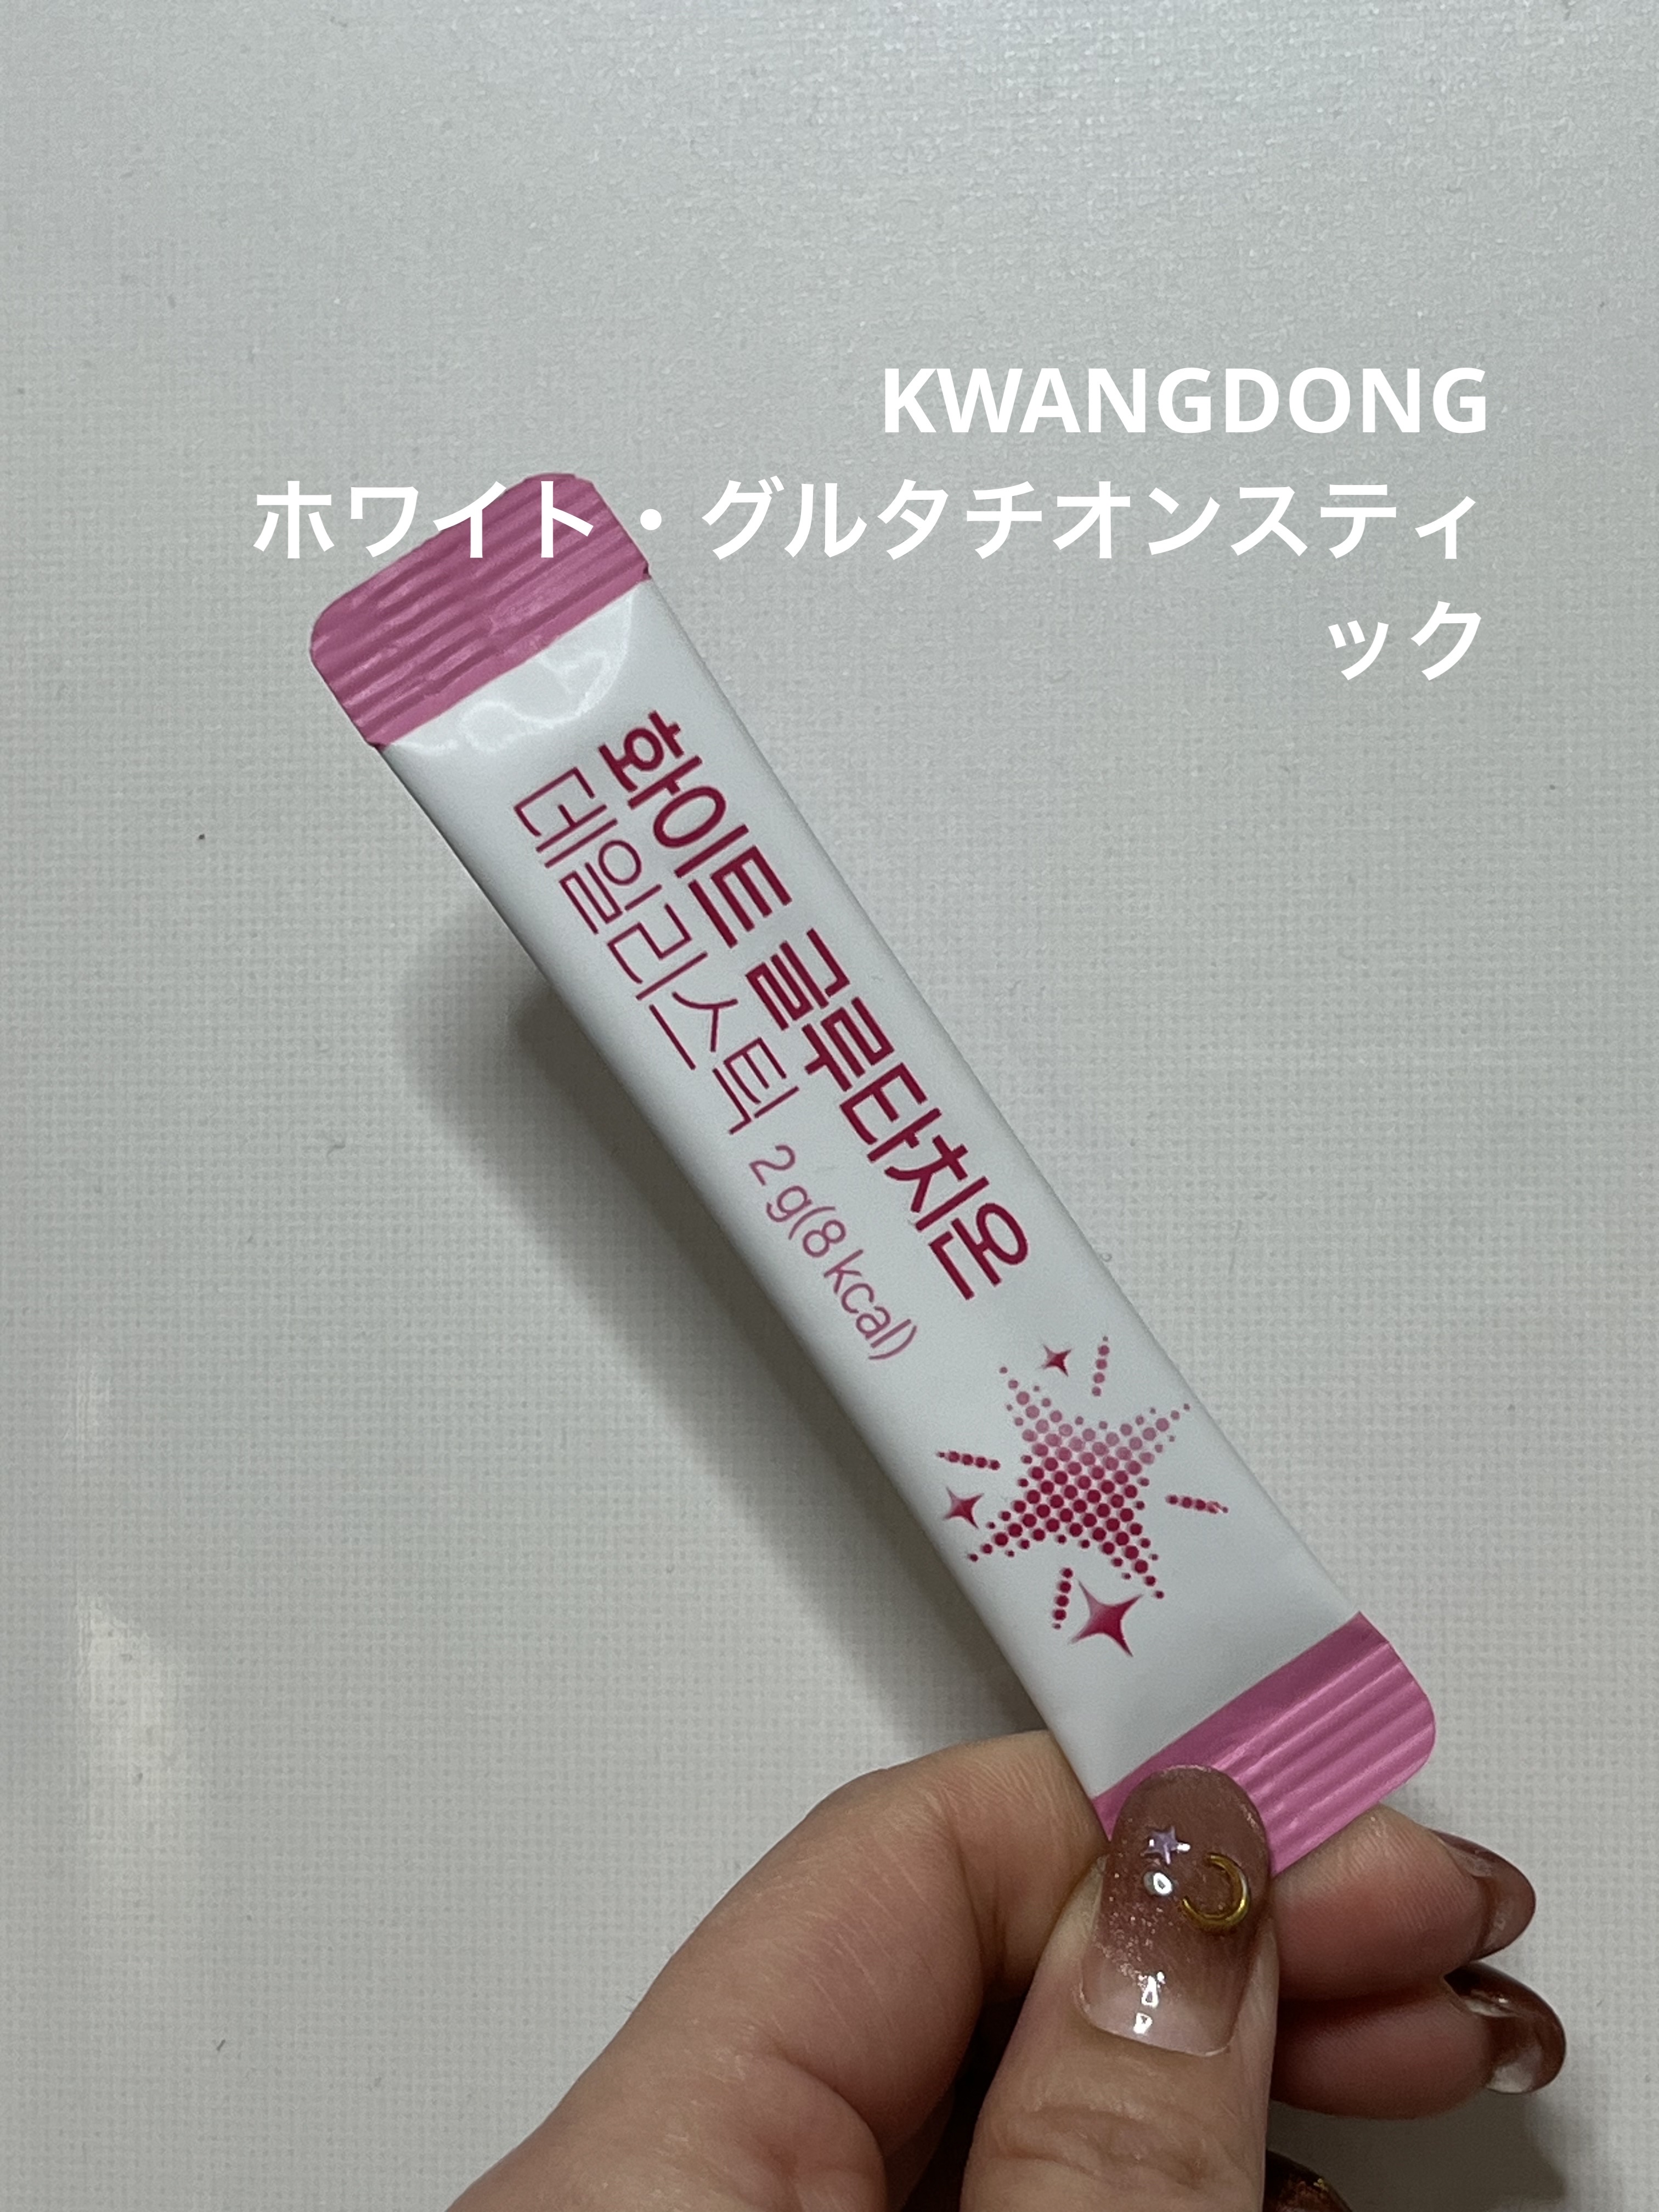 KWANGDONG
ホワイト・グルタチオンスティ
ック
화이트 글루타치온
데일리스틱 2 g(8 kcal)